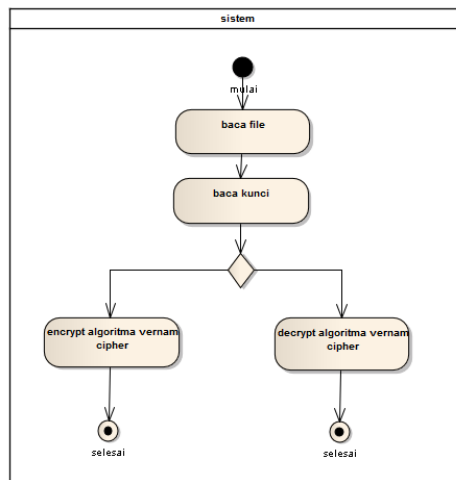 sistem
mulai
baca file
baca kunci
encrypt algoritma vernam
cipher
decrypt algoritma vernam
cipher
selesai
selesai